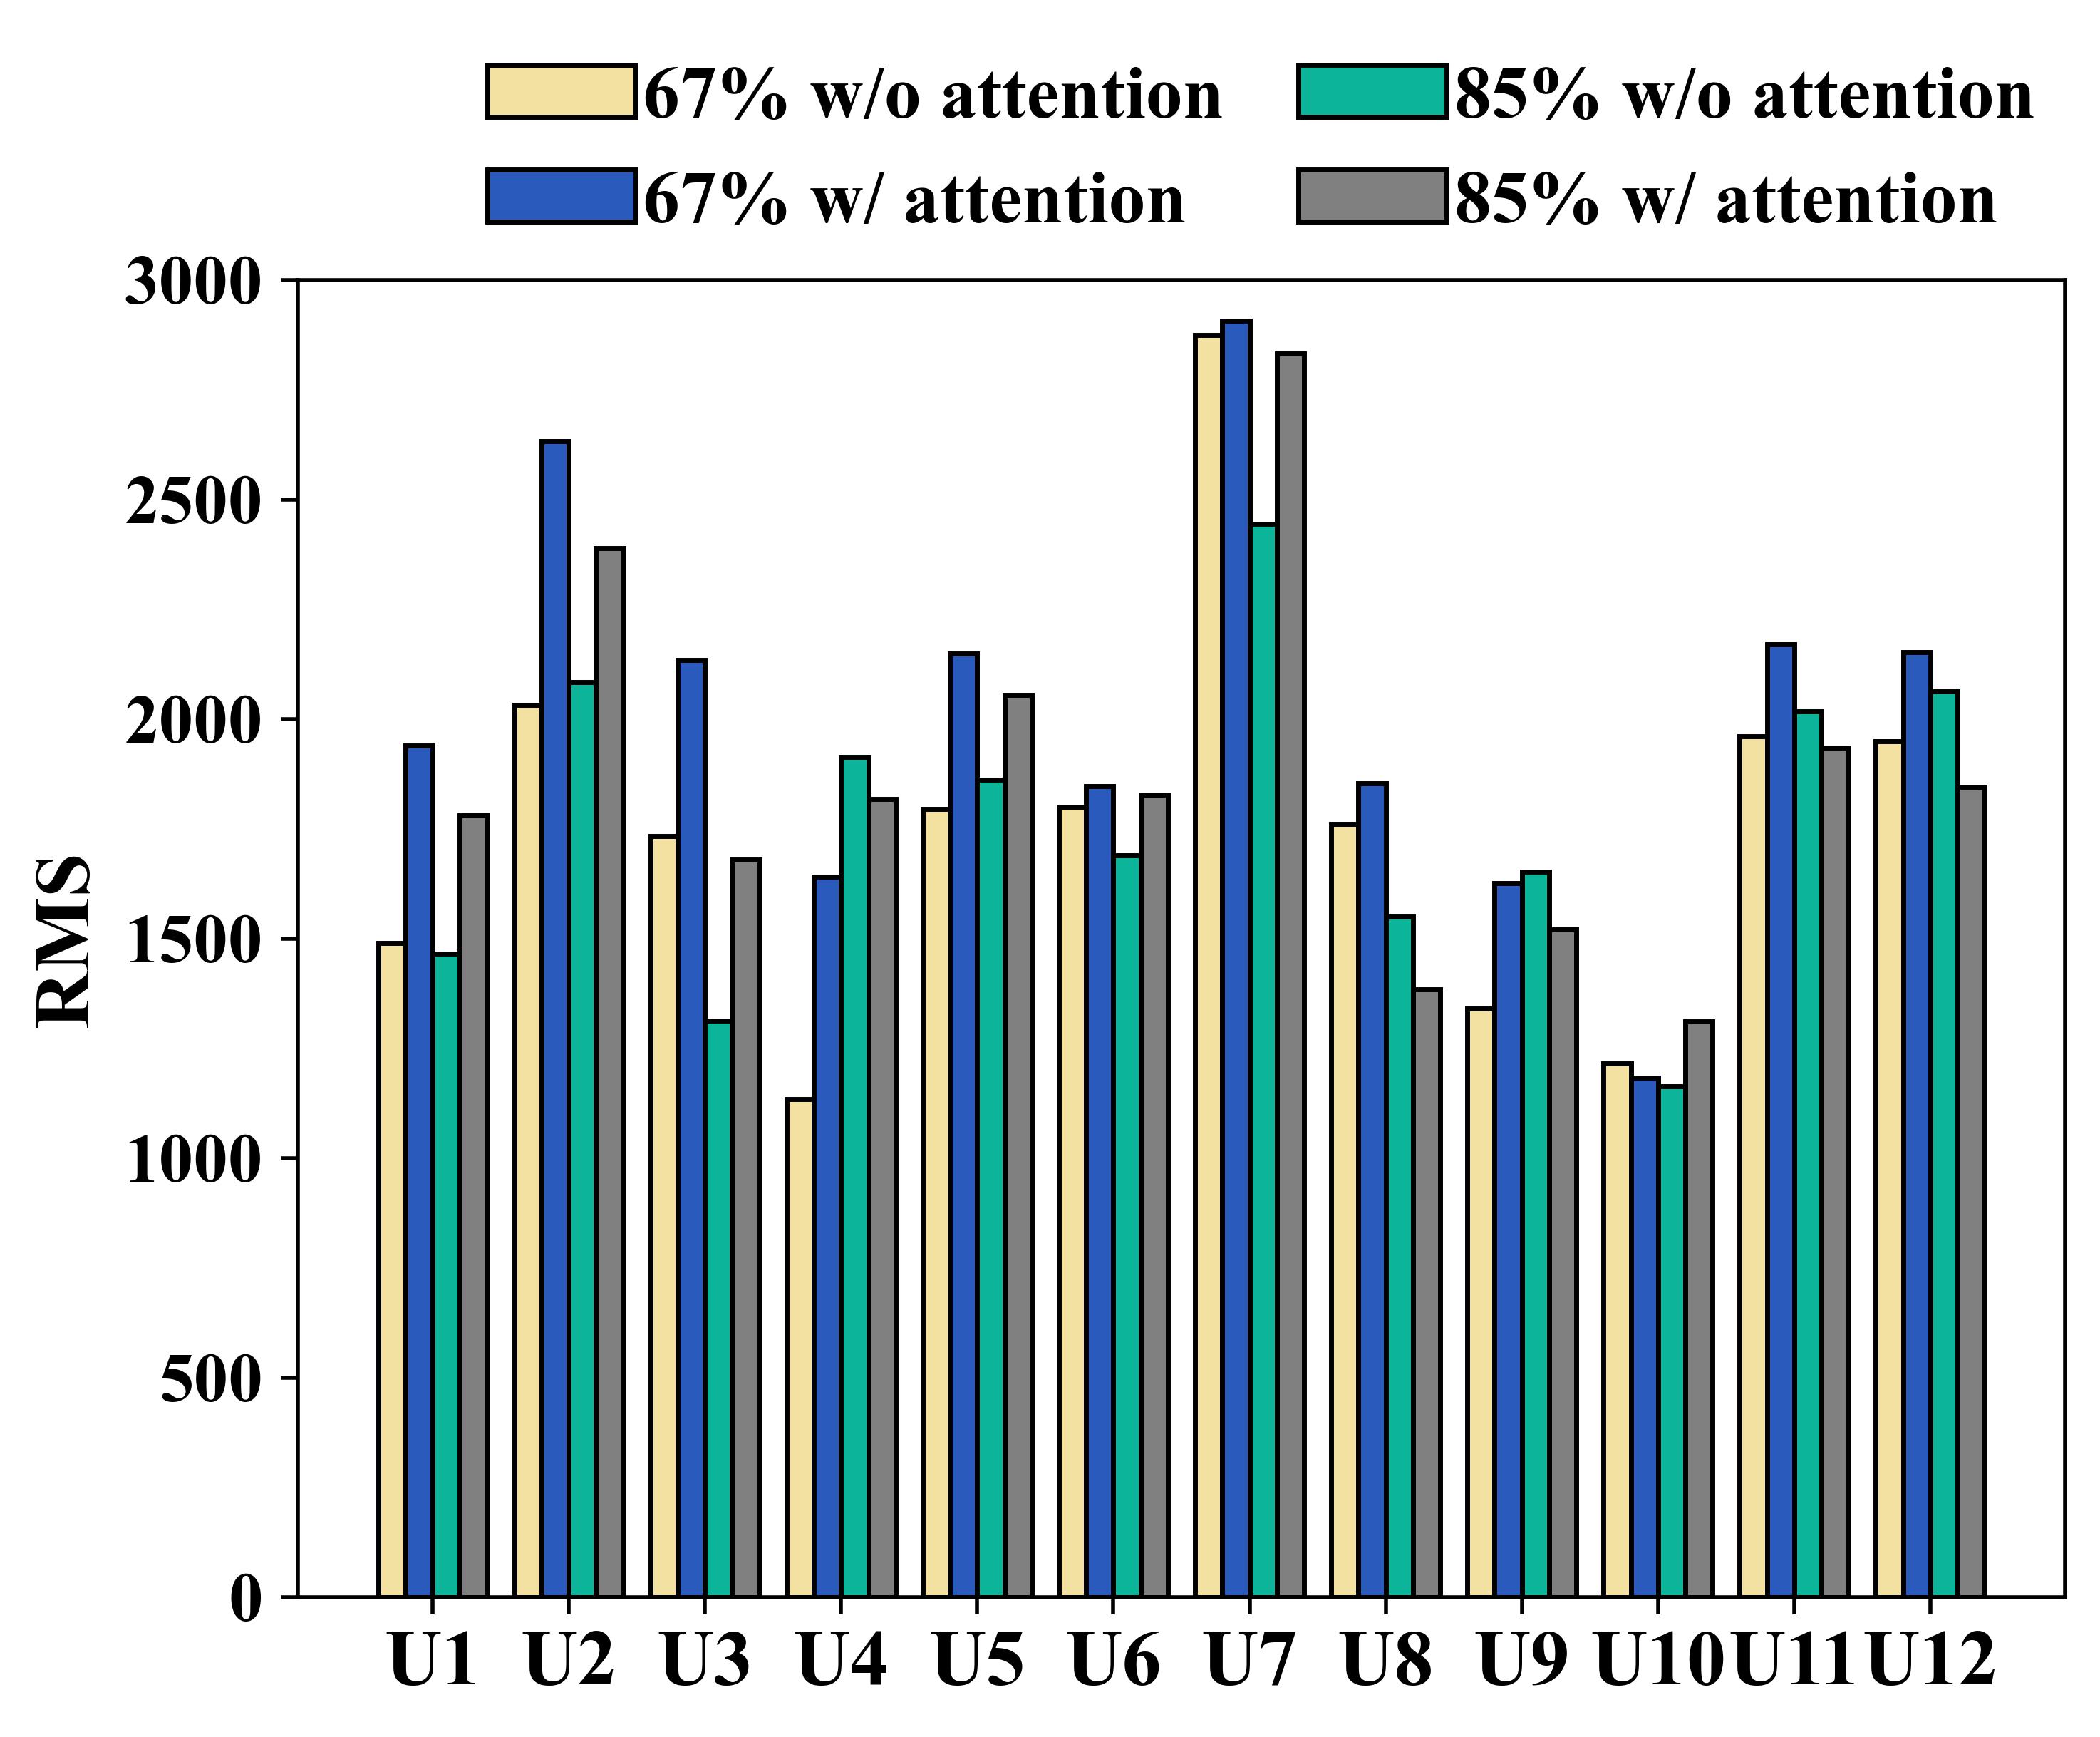 67% w/o attention 85% w/o attention
67% w/ attention 85% w/ attention
3000
2500
2000
1500
1000
500
0
RMS
U1 U2 U3 U4 U5 U6 U7 U8 U9 U10 U11 U12